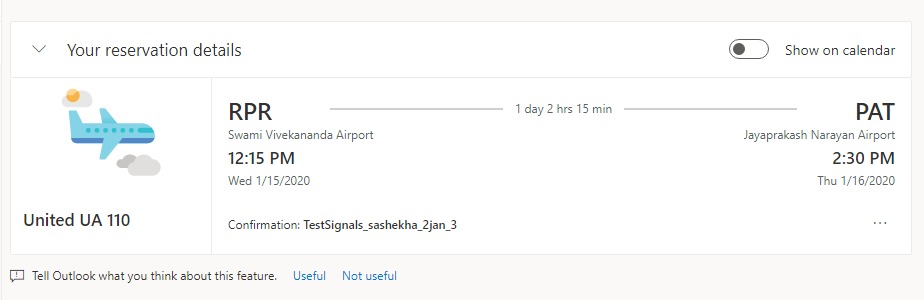 Your reservation details
Show on calendar
RPR
1 day 2 hrs 15 min
PAT
Swami Vivekananda Airport
Jayaprakash Narayan Airport
12:15 PM
2:30 PM
Wed 1/15/2020
Thu 1/16/2020
United UA 110
Confirmation: TestSignals_sashekha_2jan_3
...
Tell Outlook what you think about this feature. Useful Not useful